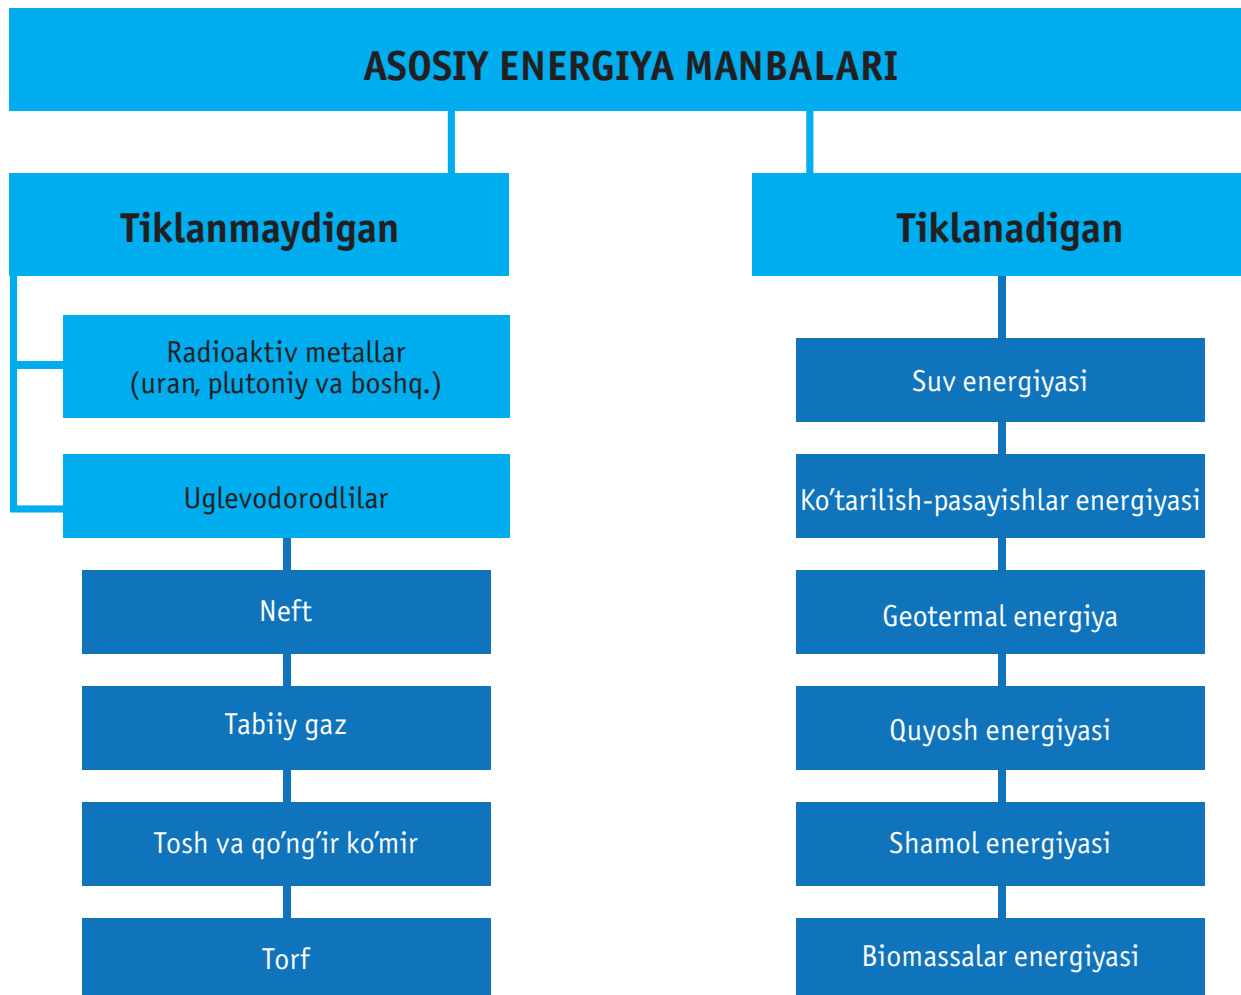 ASOSIY ENERGIYA MANBALARI
Tiklanmaydigan
Radioaktiv metallar
(uran, plutoniy va boshq.)
Uglevodorodlilar
Neft
Tabiiy gaz
Tosh va qo’ng’ir ko’mir
Torf
Tiklanadigan
Suv energiyasi
Ko’tarilish-pasayishlar energiyasi
Geotermal energiya
Quyosh energiyasi
Shamol energiyasi
Biomassalar energiyasi